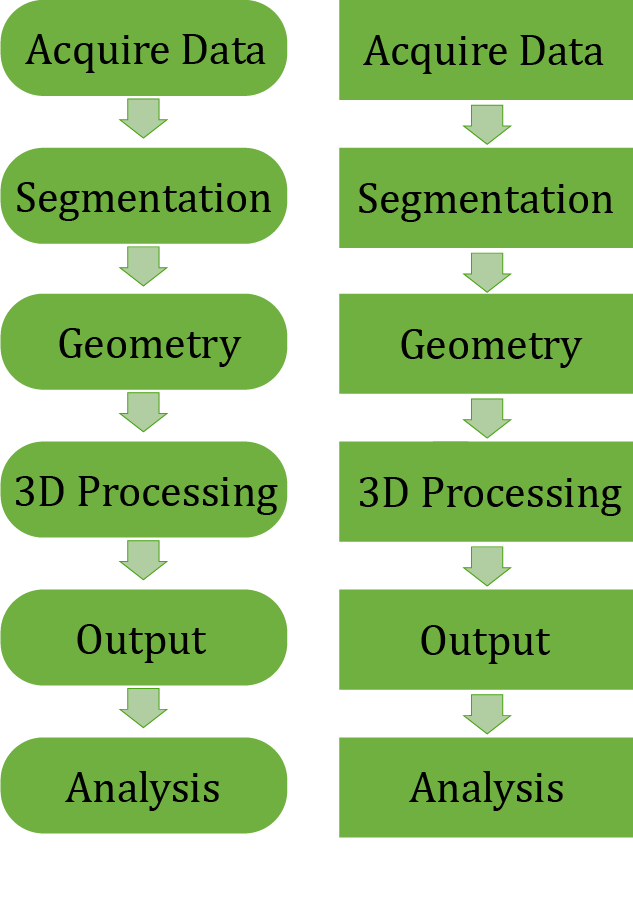 Acquire Data
Segmentation
Geometry
3D Processing
Output
Analysis
Acquire Data
Segmentation
Geometry
3D Processing
Output
Analysis